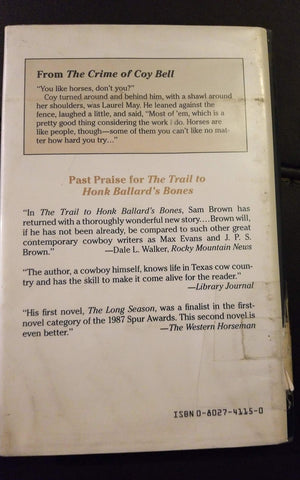 From The Crime of Coy Bell
"You like horses, don't you?"
Coy turned around and behind him, with a shawl around
her shoulders, was Laurel May. He leaned against the
fence, laughed a little, and said, "Most of 'em, which is a
pretty good thing considering the work I do. Horses are
like people, though—some of them you can't like no mat-
ter how hard you try..."
Past Praise for The Trail to
Honk Ballard's Bones
"In The Trail to Honk Ballard's Bones, Sam Brown has
returned with a thoroughly wonderful new story....Brown will,
if he has not been already, be compared to such other great
contemporary cowboy writers as Max Evans and J. P. S.
Brown." —Dale L. Walker, Rocky Mountain News
"The author, a cowboy himself, knows life in Texas cow coun-
try and has the skill to make it come alive for the reader."
—Library Journal
"His first novel, The Long Season, was a finalist in the first-
novel category of the 1987 Spur Awards. This second novel is
even better." —The Western Horseman
ISBN 0-8027-4115-0